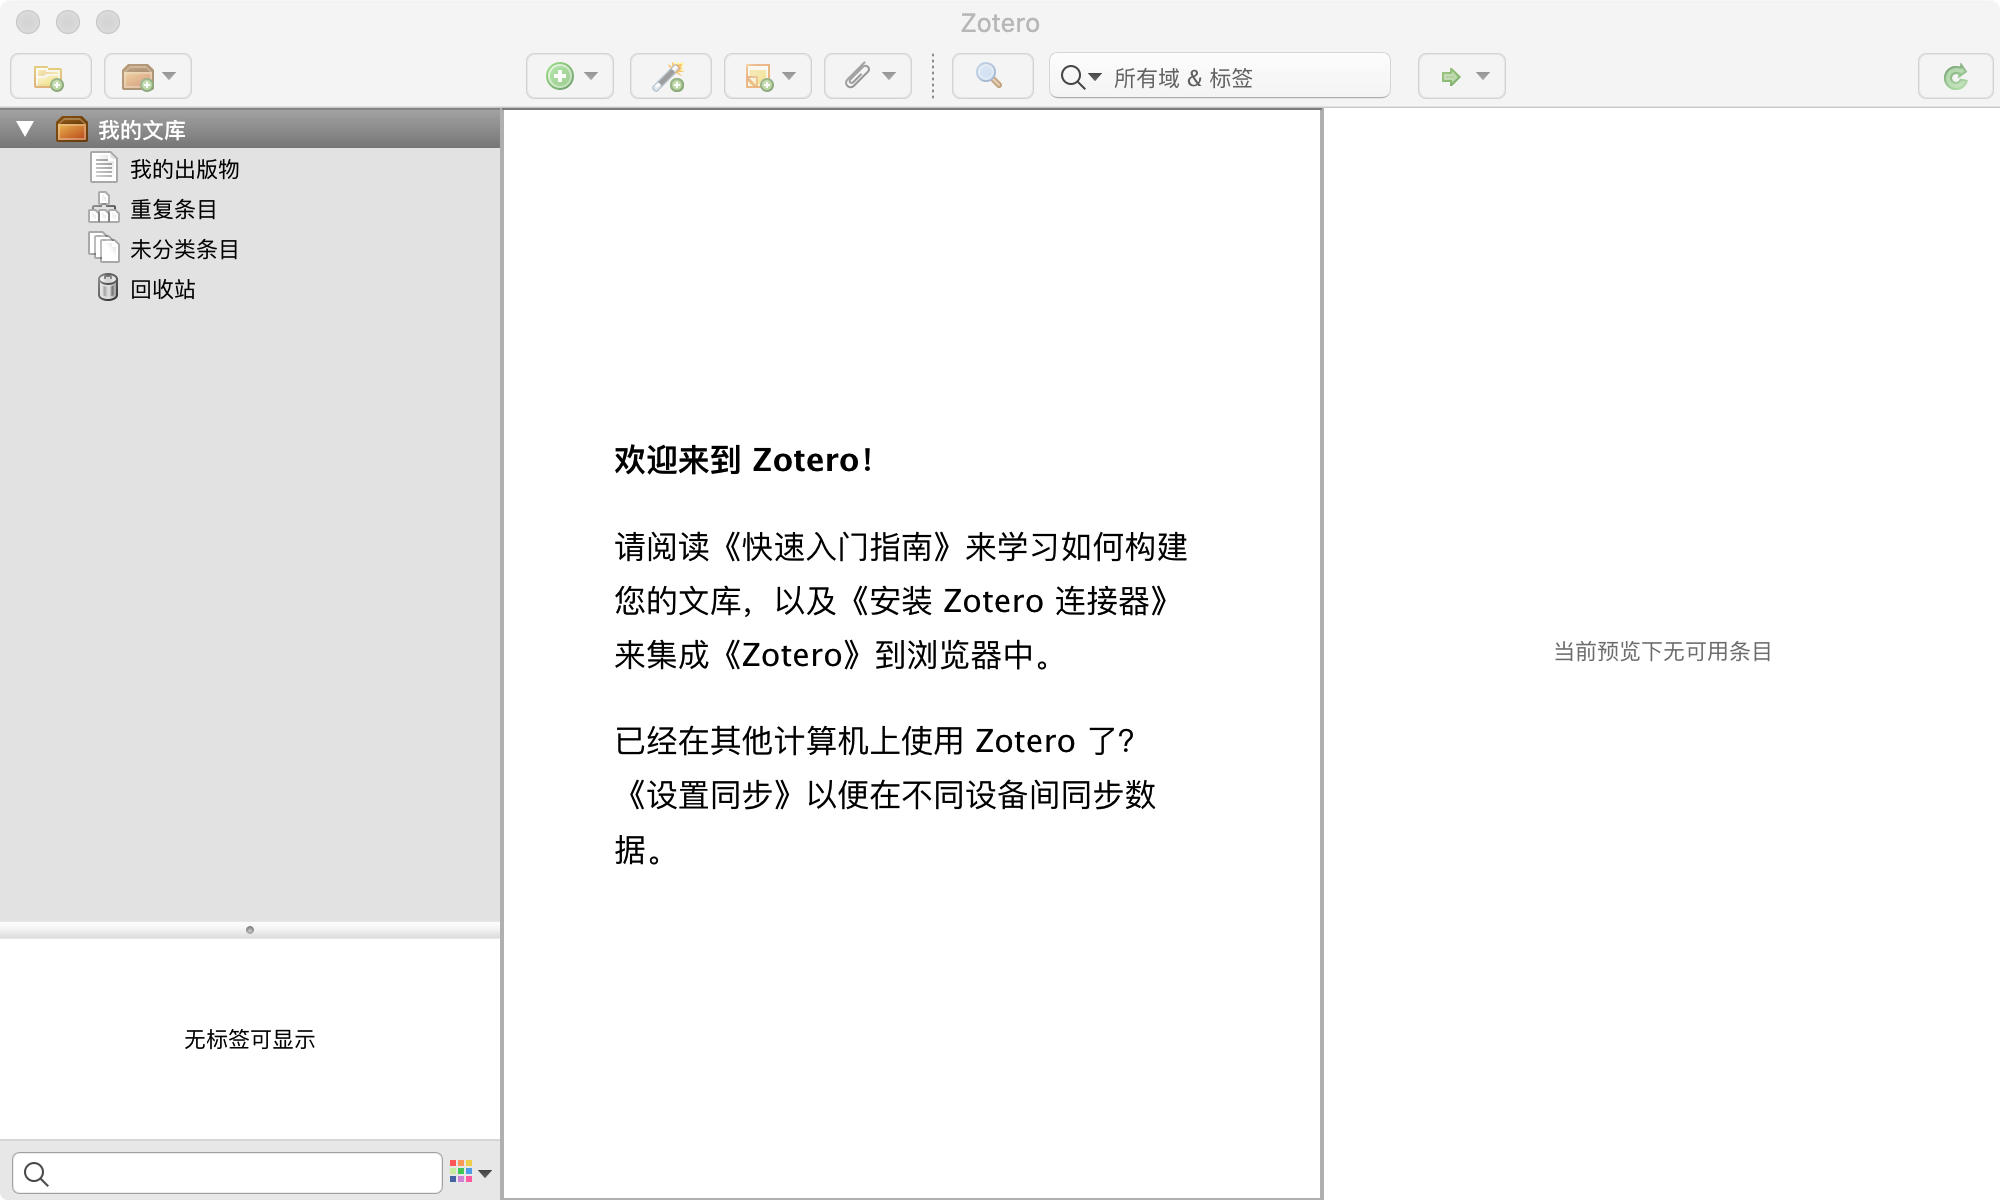 Zotero
所有域 & 标签
我的文库
我的出版物
重复条目
未分类条目
回收站
欢迎来到 Zotero！
请阅读《快速入门指南》来学习如何构建
您的文库，以及《安装 Zotero 连接器》
来集成《Zotero》到浏览器中。
已经在其他计算机上使用 Zotero 了？
《设置同步》以便在不同设备间同步数
据。
当前预览下无可用条目
无标签可显示